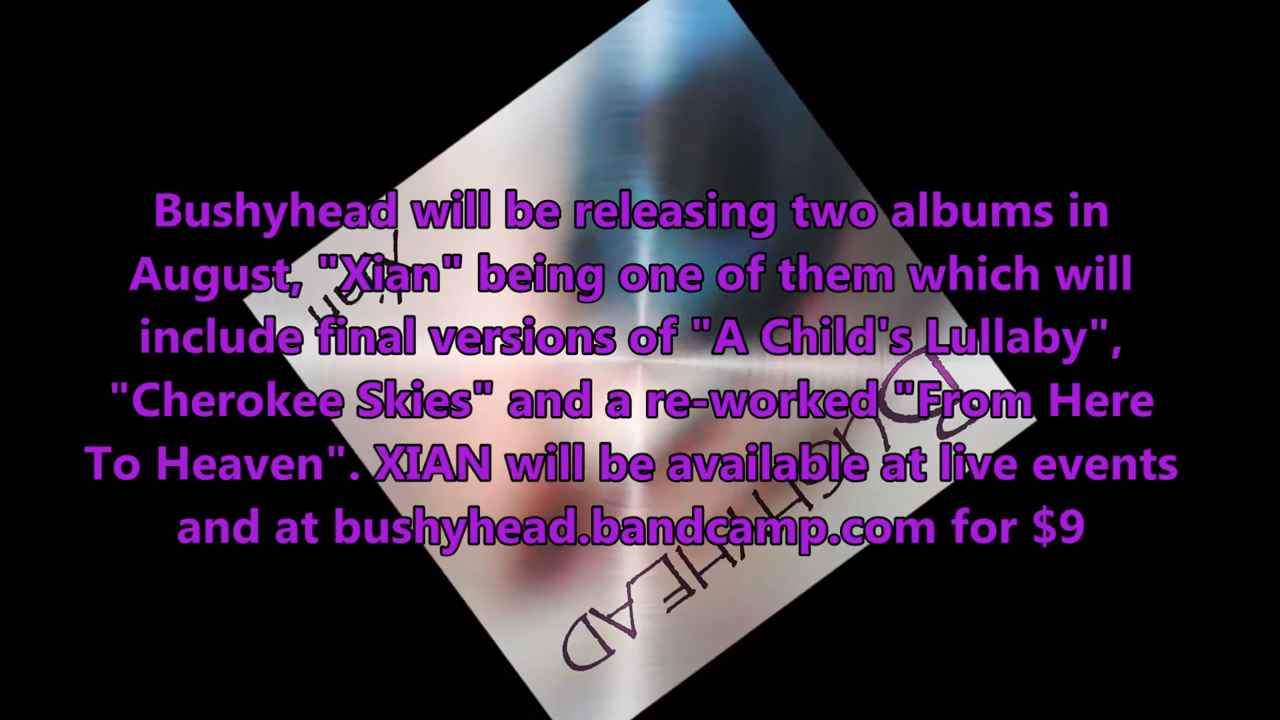 Bushyhead will be releasing two albums in
August, "Xian" being one of them which will
include final versions of "A Child's Lullaby",
"Cherokee Skies" and a re-worked "From Here
To Heaven". XIAN will be available at live events
and at bushyhead.bandcamp.com for $9
Xian
BUSHYHEAD